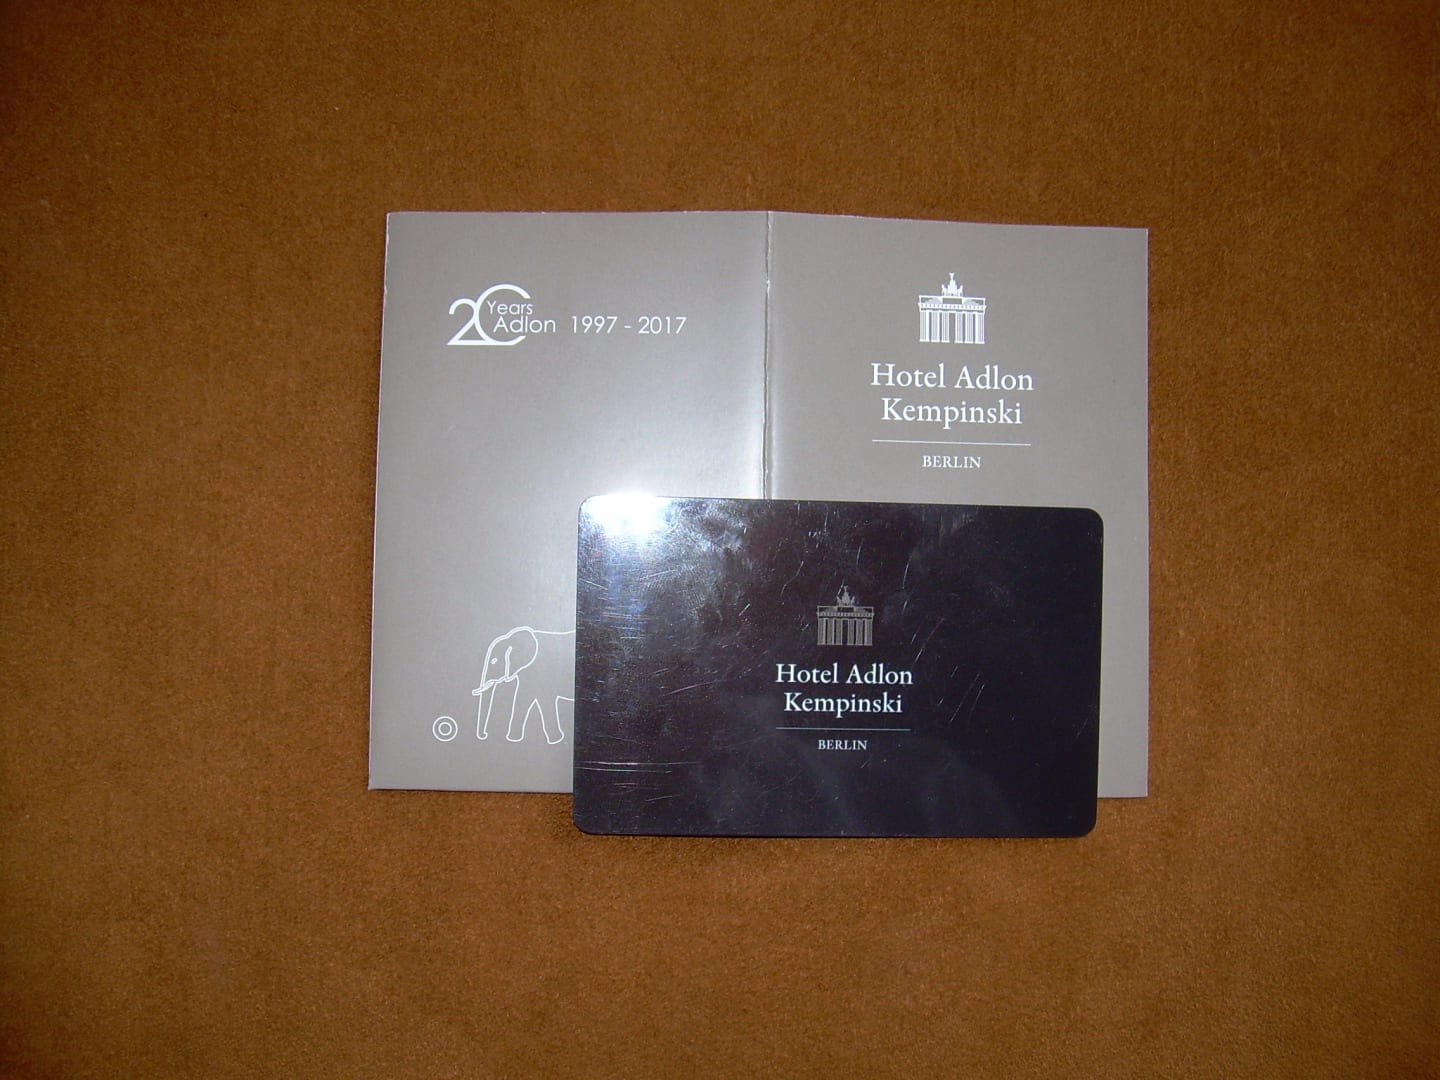 20 Years
Adlon 1997 - 2017
Hotel Adlon
Kempinski
BERLIN
Hotel Adlon
Kempinski
BERLIN